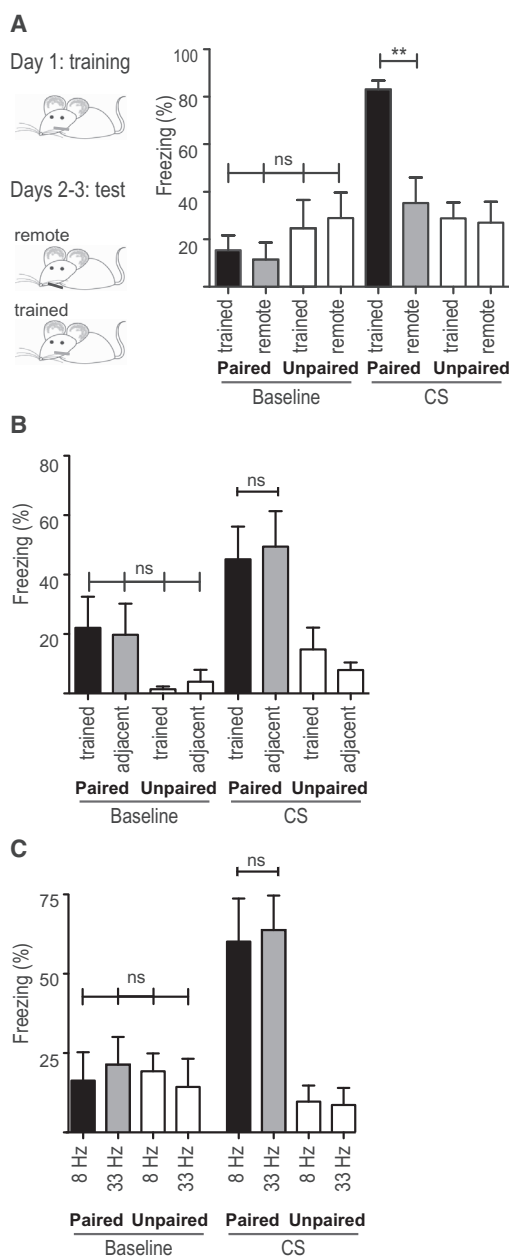 A
Day 1: training
Days 2-3: test
remote
trained
Freezing (%)
100
80
60
40
20
ns
**
trained
remote
trained
remote
trained
remote
trained
remote
Paired Unpaired Paired Unpaired
Baseline CS
B
Freezing (%)
80
60
40
20
ns
ns
trained
adjacent
trained
adjacent
trained
adjacent
trained
adjacent
Paired Unpaired Paired Unpaired
Baseline CS
C
Freezing (%)
75
50
25
ns
ns
8 Hz
33 Hz
8 Hz
33 Hz
8 Hz
33 Hz
8 Hz
33 Hz
Paired Unpaired Paired Unpaired
Baseline CS